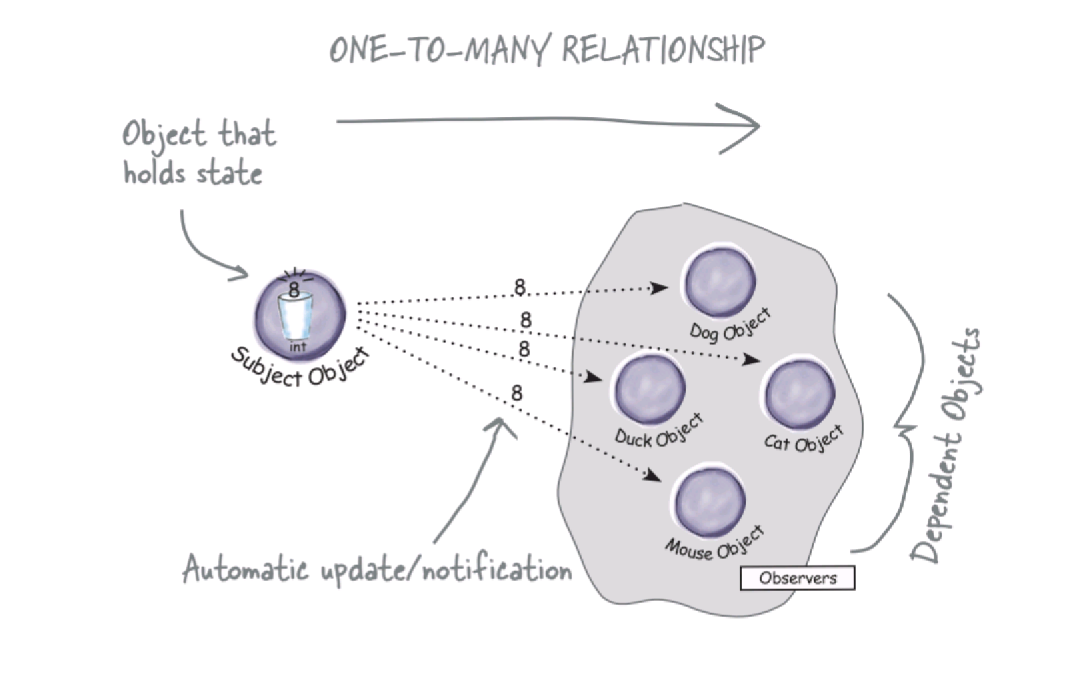 ONE-TO-MANY RELATIONSHIP
Object that
holds state
8
int
Subject Object
8
8
8
8
Dog Object
Duck Object
Cat Object
Mouse Object
Observers
Dependent Objects
Automatic update/notification